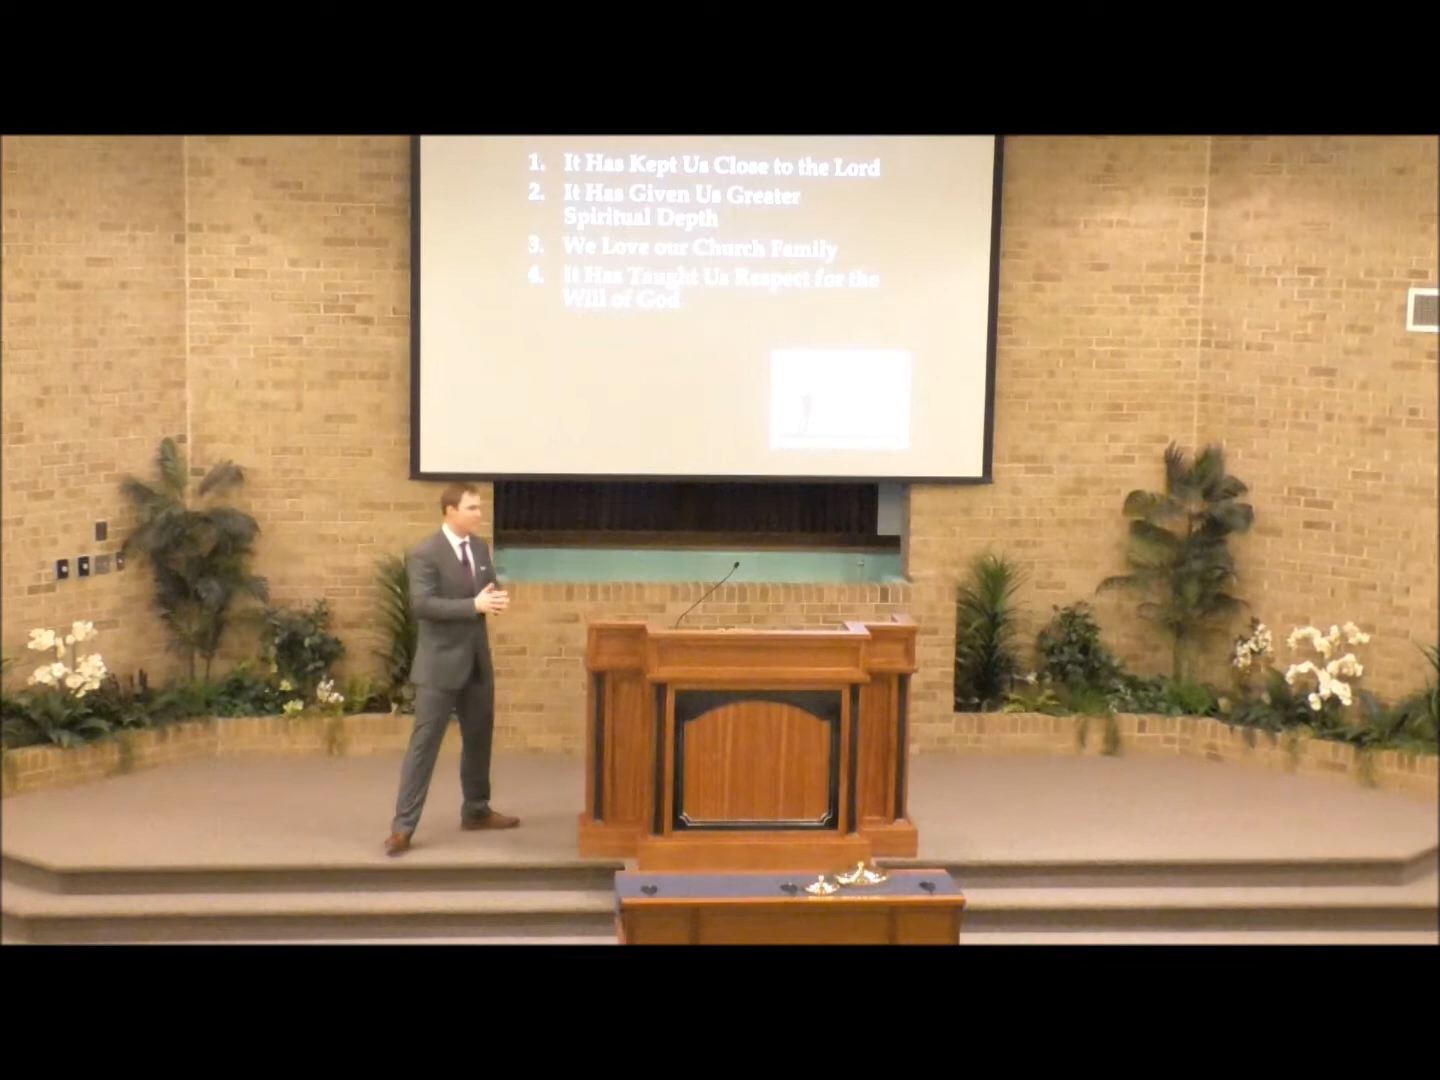 1. It Has Kept Us Close to the Lord
2. It Has Given Us Greater
Spiritual Depth
3. We Love our Church Family
4. It Has Taught Us Respect for the
Will of God